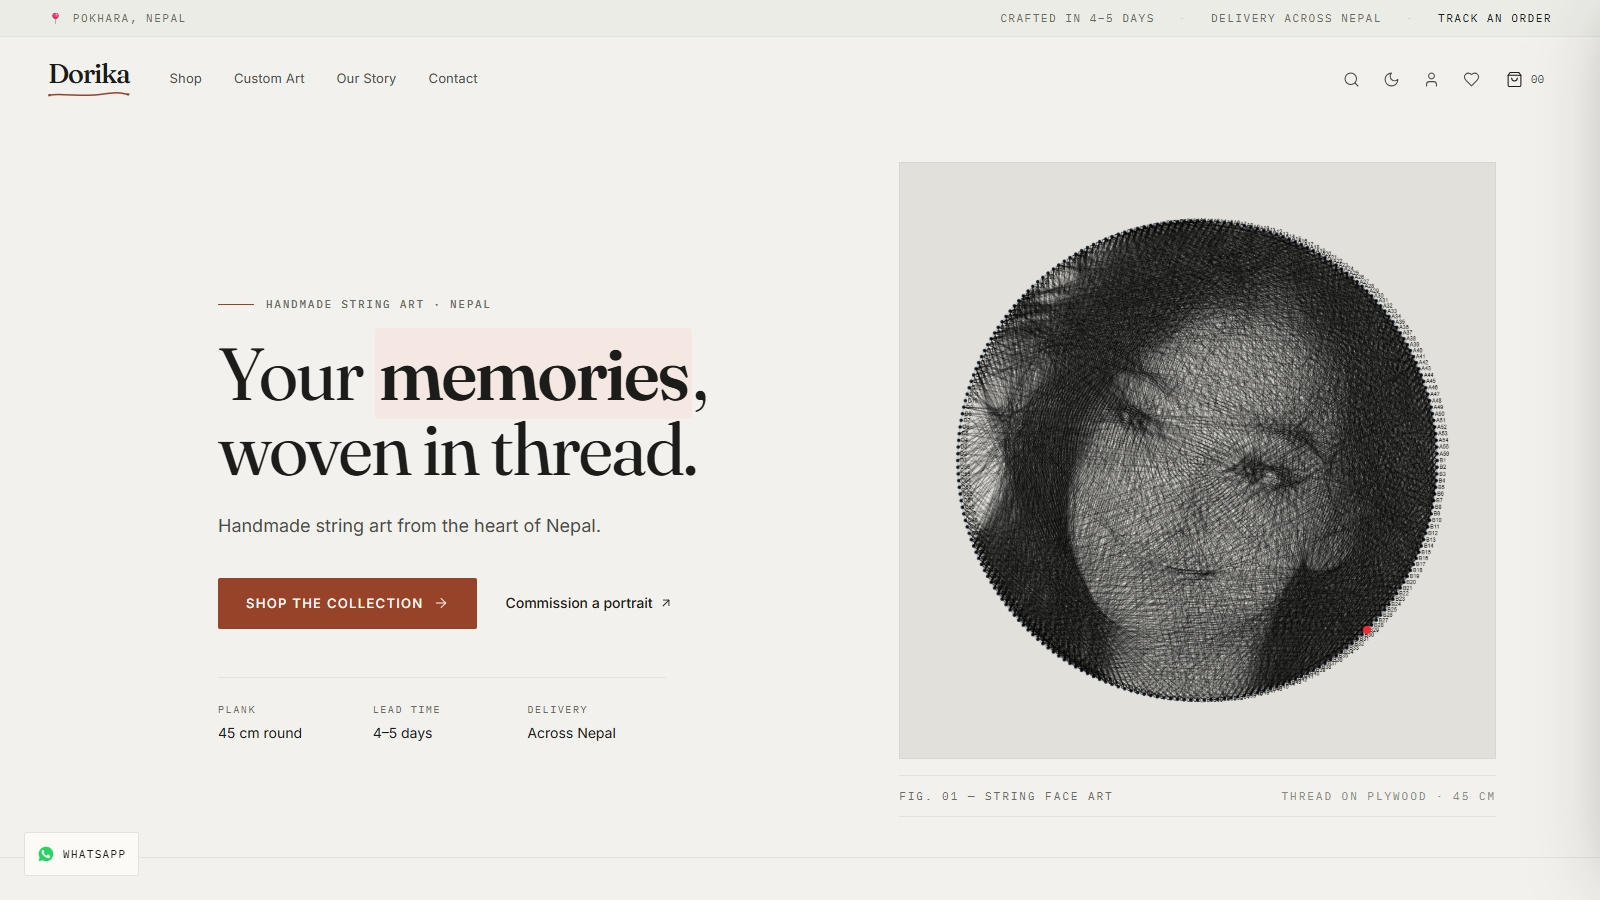 POKHARA, NEPAL
CRAFTED IN 4–5 DAYS · DELIVERY ACROSS NEPAL · TRACK AN ORDER
Dorika
Shop Custom Art Our Story Contact
00
HANDMADE STRING ART · NEPAL
Your memories,
woven in thread.
Handmade string art from the heart of Nepal.
SHOP THE COLLECTION →
Commission a portrait ↗
PLANK LEAD TIME DELIVERY
45 cm round 4–5 days Across Nepal
FIG. 01 — STRING FACE ART THREAD ON PLYWOOD · 45 CM
WHATSAPP